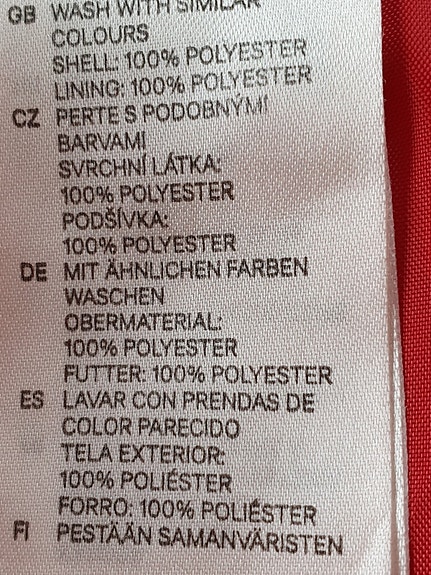 GB WASH WITH SIMILAR
COLOURS
SHELL: 100% POLYESTER
LINING: 100% POLYESTER
CZ PERTE S PODOBNÝMI
BARVAMI
SVRCHNÍ LÁTKA:
100% POLYESTER
PODŠÍVKA:
100% POLYESTER
DE MIT ÄHNLICHEN FARBEN
WASCHEN
OBERMATERIAL:
100% POLYESTER
FUTTER: 100% POLYESTER
ES LAVAR CON PRENDAS DE
COLOR PARECIDO
TELA EXTERIOR:
100% POLIÉSTER
FORRO: 100% POLIÉSTER
FI PESTÄÄN SAMANVÄRISTEN